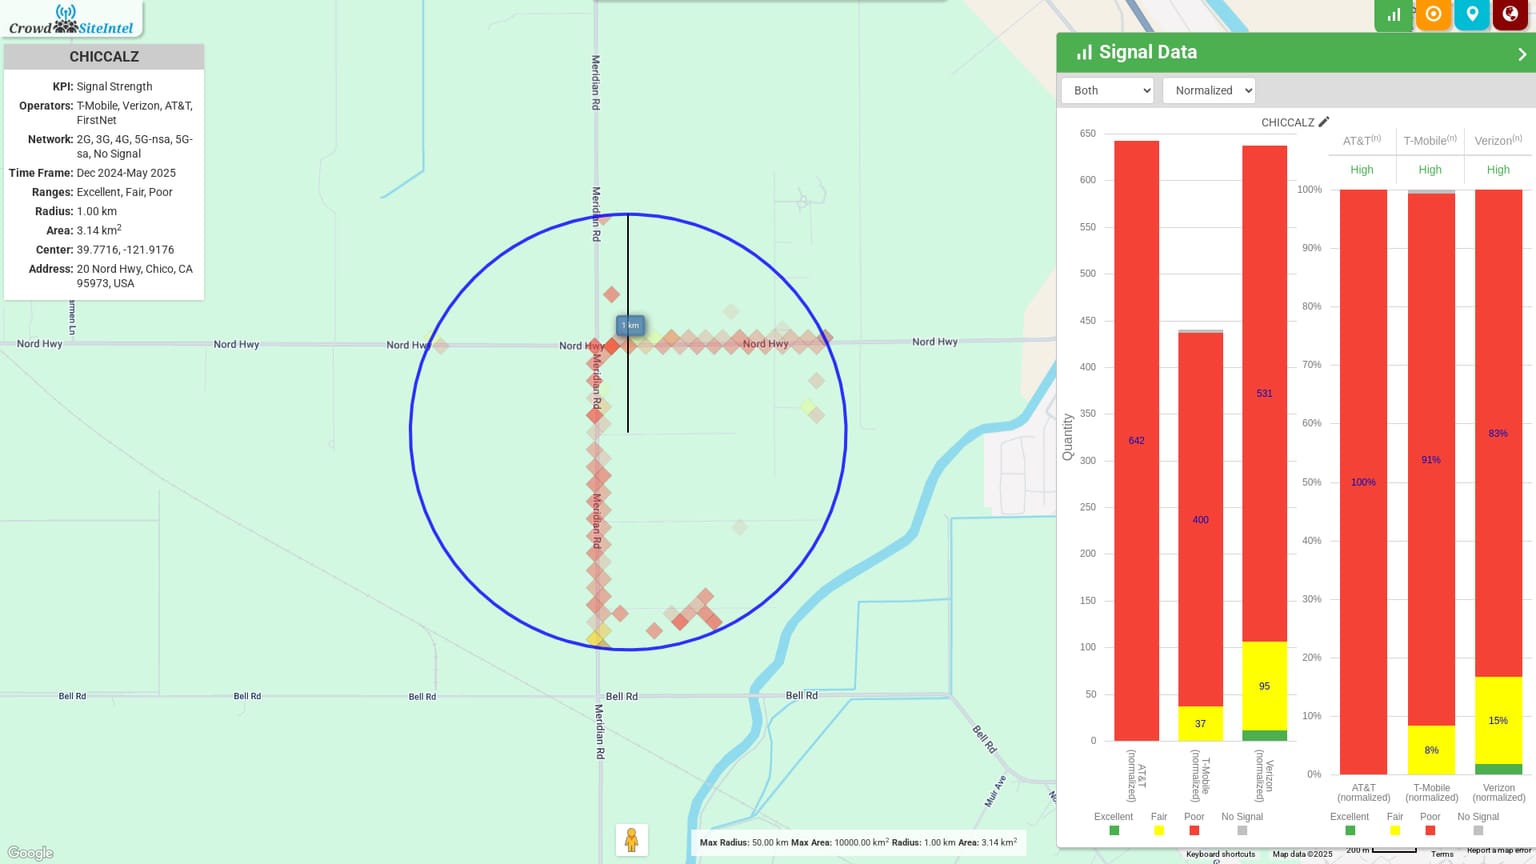 CrowdSiteIntel
CHICCALZ
KPI: Signal Strength
Operators: T-Mobile, Verizon, AT&T,
FirstNet
Network: 2G, 3G, 4G, 5G-nsa, 5G-
sa, No Signal
Time Frame: Dec 2024-May 2025
Ranges: Excellent, Fair, Poor
Radius: 1.00 km
Area: 3.14 km²
Center: 39.7716, -121.9176
Address: 20 Nord Hwy, Chico, CA
95973, USA
Meridian Rd
Meridian Rd
armen Ln
1 km
Nord Hwy
Nord Hwy
Nord Hwy
Nord Hwy
Nord Hwy
Nord Hwy
Meridian Rd
Meridian Rd
Bell Rd
Bell Rd
Bell Rd
Bell Rd
Bell Rd
Meridian Rd
Bell Rd
Muir Ave
Google
Max Radius: 50.00 km Max Area: 10000.00 km² Radius: 1.00 km Area: 3.14 km²
Signal Data
Both
Normalized
CHICCALZ
Quantity
650
600
550
500
450
400
350
300
250
200
150
100
50
0
642
400
37
531
95
AT&T
(normalized)
T-Mobile
(normalized)
Verizon
(normalized)
Excellent
Fair
Poor
No Signal
AT&T(n)
T-Mobile(n)
Verizon(n)
High
High
High
100%
90%
80%
70%
60%
50%
40%
30%
20%
10%
0%
100%
91%
8%
83%
15%
AT&T
(normalized)
T-Mobile
(normalized)
Verizon
(normalized)
Excellent
Fair
Poor
No Signal
Keyboard shortcuts
Map data ©2025
200 m
Terms
Report a map error